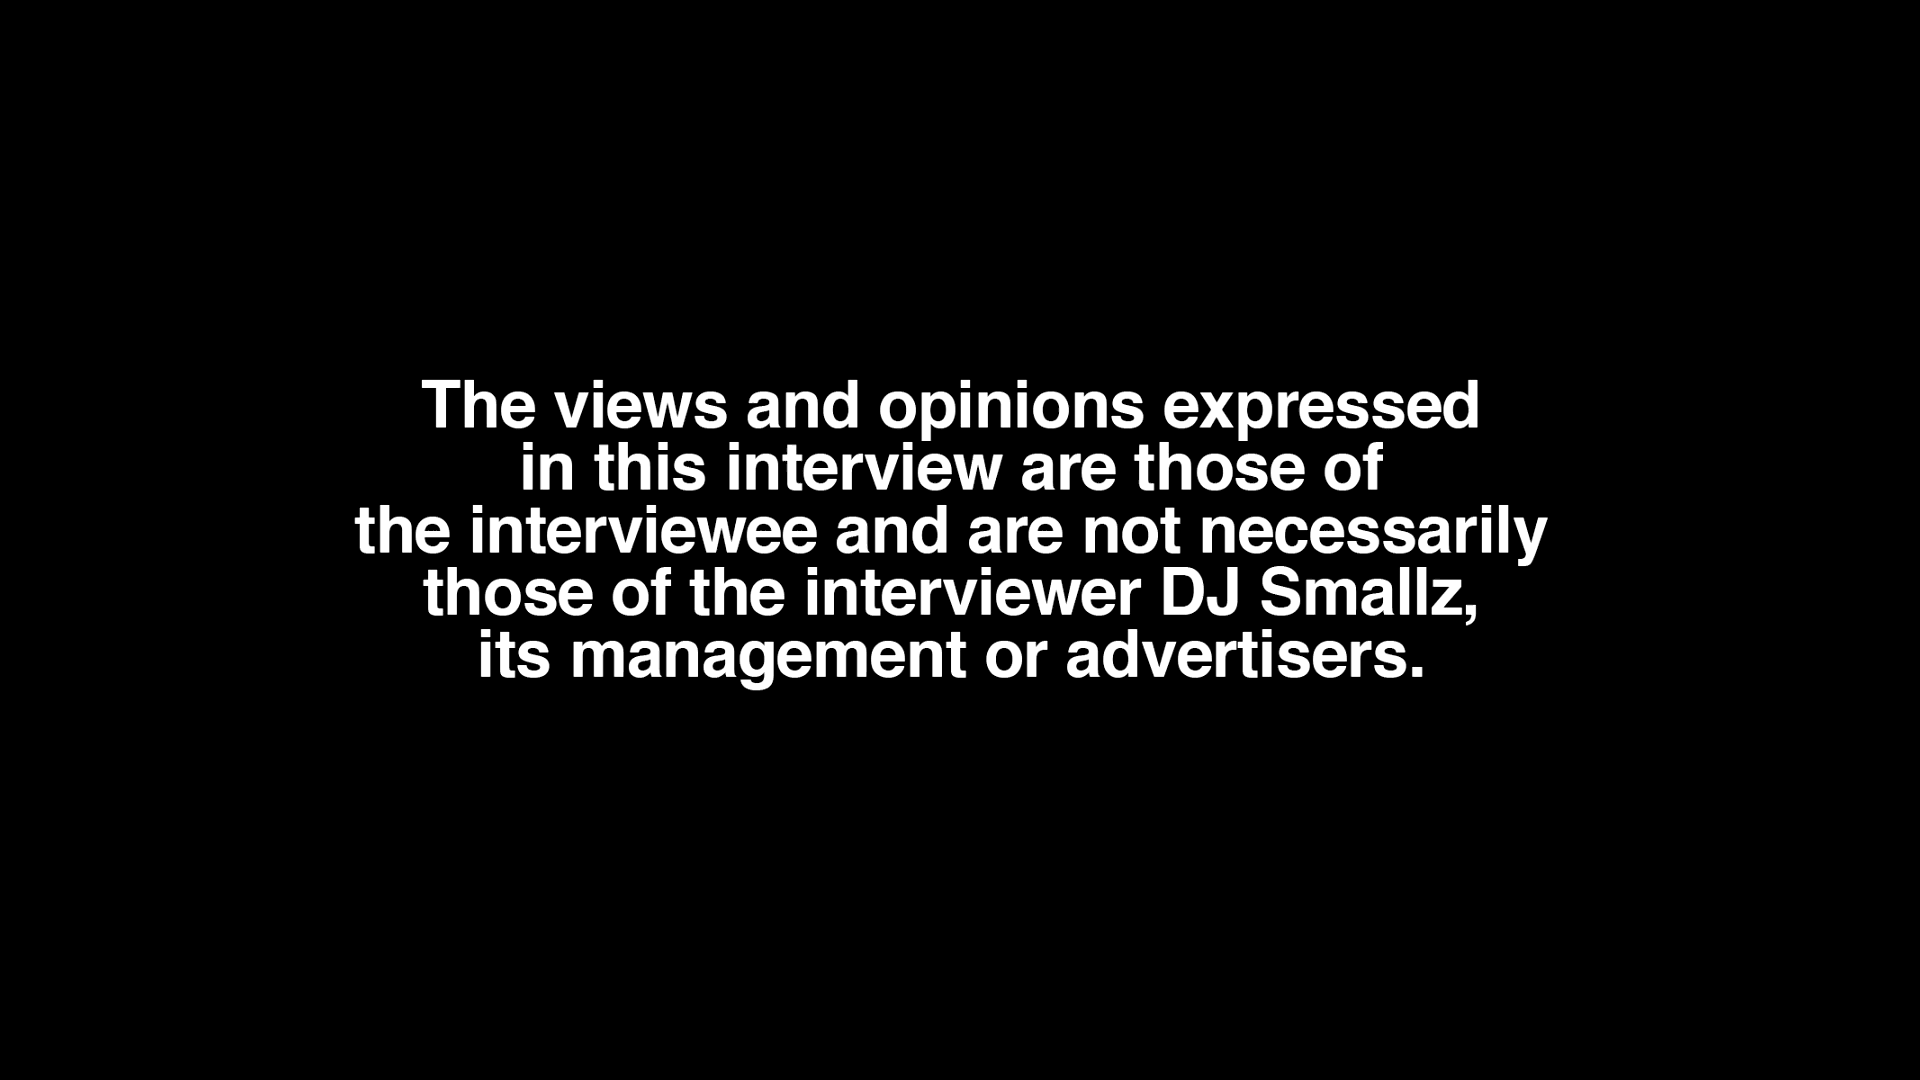 The views and opinions expressed
in this interview are those of
the interviewee and are not necessarily
those of the interviewer DJ Smallz,
its management or advertisers.